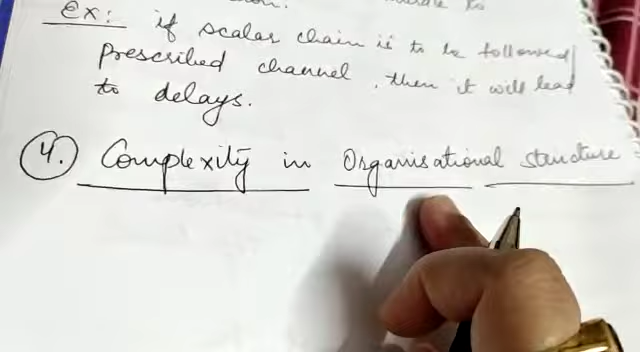 Ex: if scalar chain is to be followed
prescribed channel, then it will lead
to delays.
4. Complexity in Organisational structure